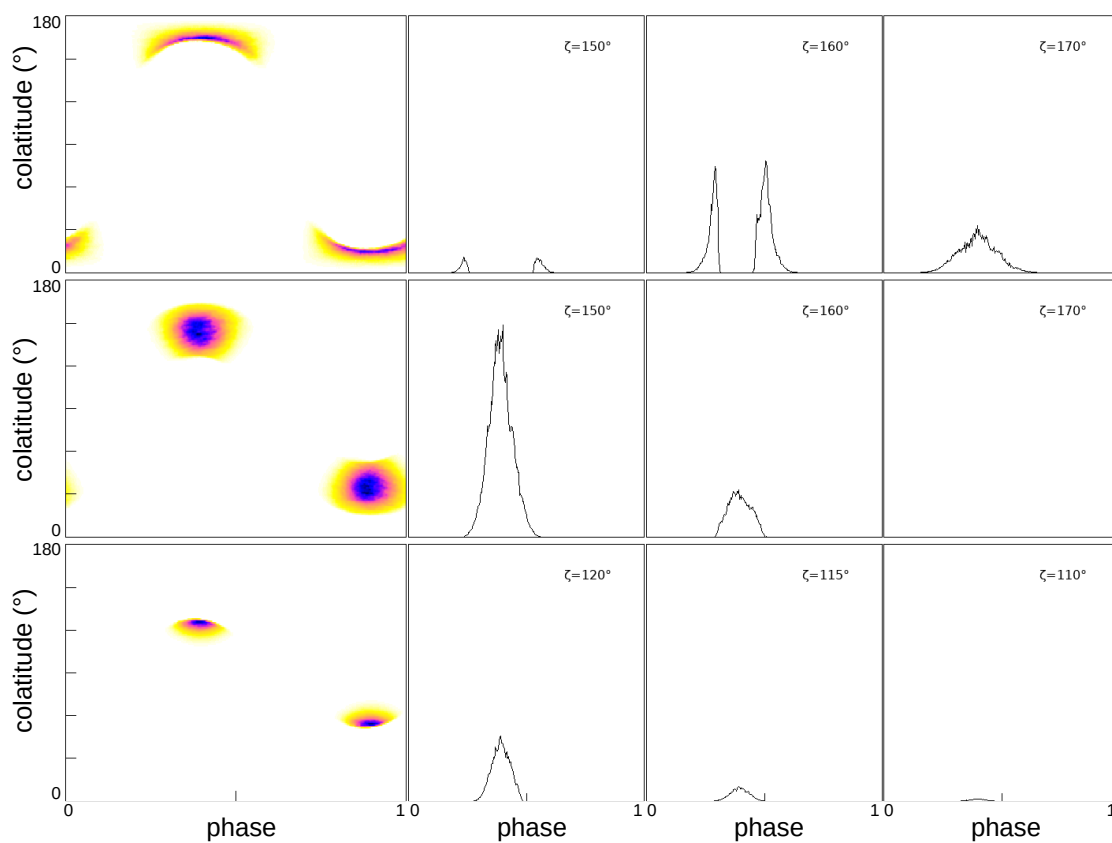 180
colatitude (°)
0
ζ=150°
ζ=160°
ζ=170°
180
colatitude (°)
0
ζ=150°
ζ=160°
ζ=170°
180
colatitude (°)
0
ζ=120°
ζ=115°
ζ=110°
0 1 0 1 0 1 0 1
phase phase phase phase